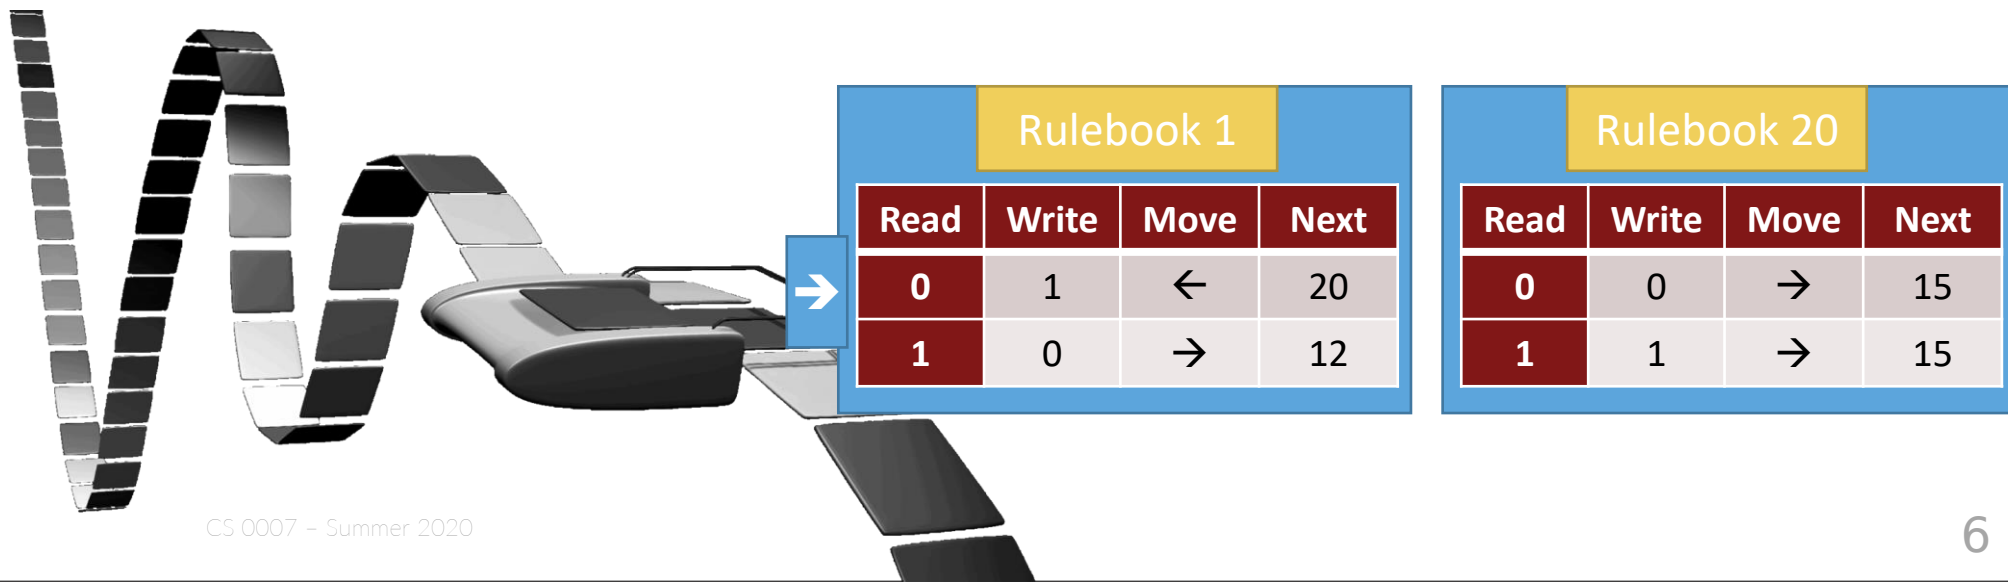 Rulebook 1
Read Write Move Next
0 1 ← 20
1 0 → 12
Rulebook 20
Read Write Move Next
0 0 → 15
1 1 → 15
➔
CS 0007 – Summer 2020
6